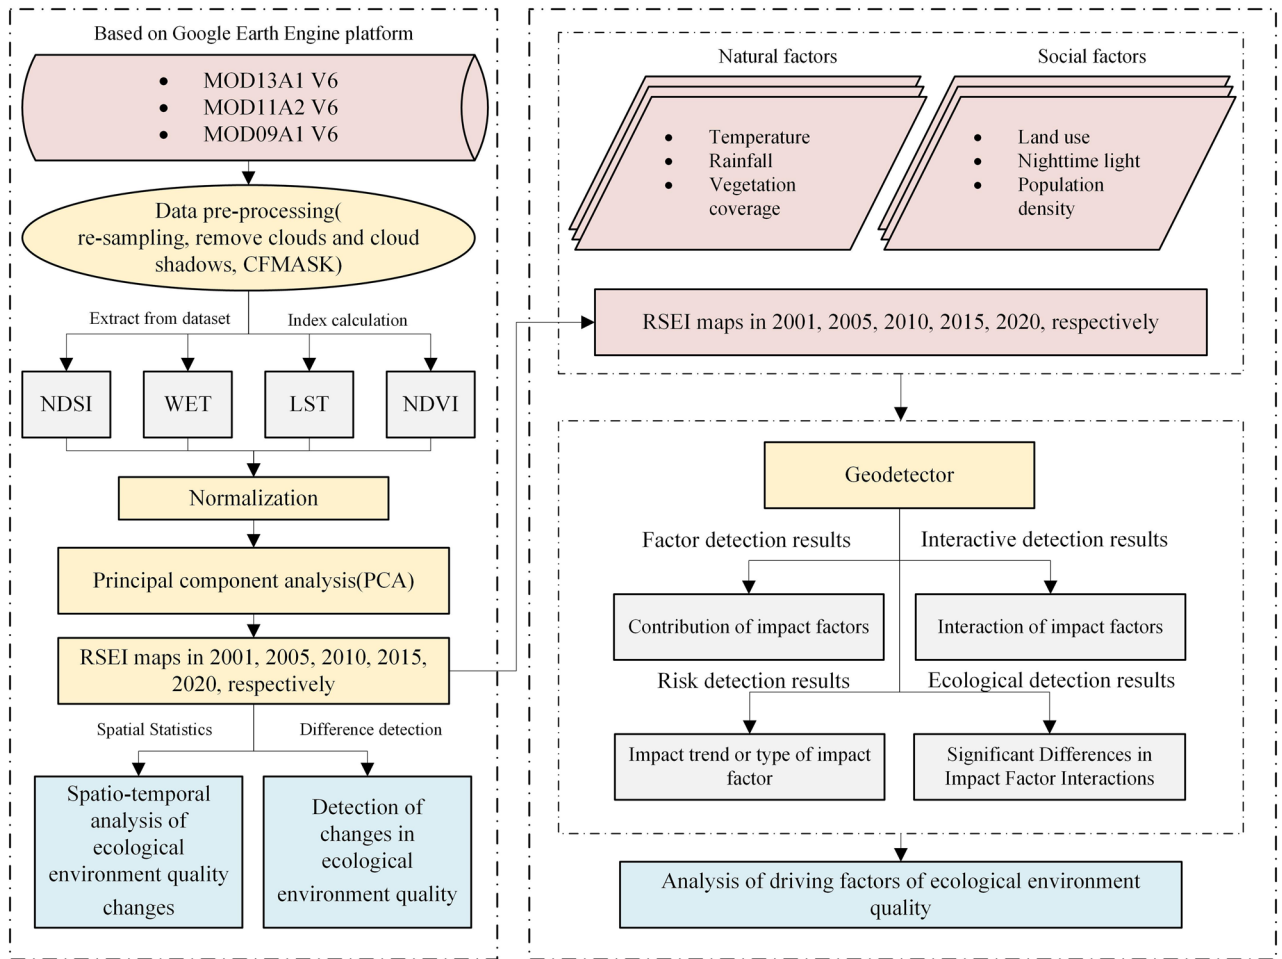 Based on Google Earth Engine platform
• MOD13A1 V6
• MOD11A2 V6
• MOD09A1 V6
Data pre-processing(
re-sampling, remove clouds and cloud
shadows, CFMASK)
Extract from dataset
Index calculation
NDSI
WET
LST
NDVI
Normalization
Principal component analysis(PCA)
RSEI maps in 2001, 2005, 2010, 2015,
2020, respectively
Spatial Statistics
Difference detection
Spatio-temporal
analysis of
ecological
environment quality
changes
Detection of
changes in
ecological
environment quality
Natural factors
• Temperature
• Rainfall
• Vegetation
coverage
Social factors
• Land use
• Nighttime light
• Population
density
RSEI maps in 2001, 2005, 2010, 2015, 2020, respectively
Geodetector
Factor detection results
Interactive detection results
Contribution of impact factors
Interaction of impact factors
Risk detection results
Ecological detection results
Impact trend or type of impact
factor
Significant Differences in
Impact Factor Interactions
Analysis of driving factors of ecological environment
quality